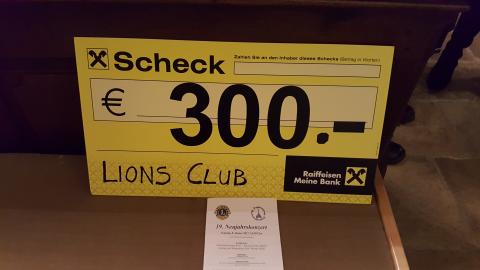 Scheck
Zahlen Sie an den Inhaber dieses Schecks (Betrag in Worten)
€ 300.-
LIONS CLUB
Raiffeisen
Meine Bank
19. Neujahrskonzert